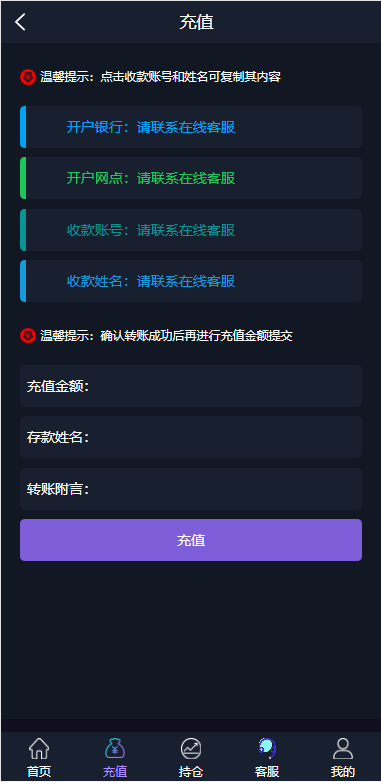 充值
温馨提示：点击收款账号和姓名可复制其内容
开户银行：请联系在线客服
开户网点：请联系在线客服
收款账号：请联系在线客服
收款姓名：请联系在线客服
温馨提示：确认转账成功后再进行充值金额提交
充值金额：
存款姓名：
转账附言：
充值
首页 充值 持仓 客服 我的